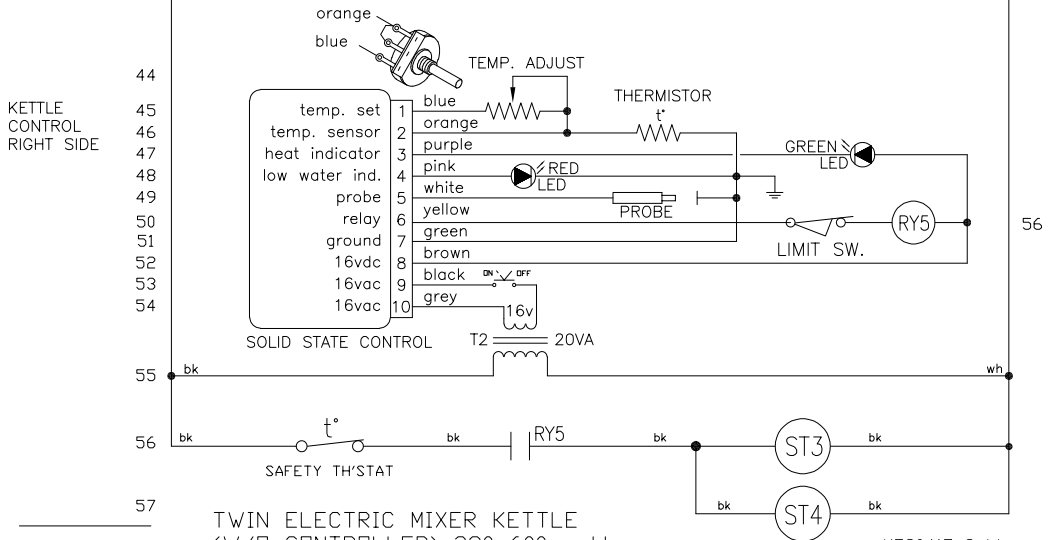 orange
blue
TEMP. ADJUST
44
THERMISTOR
t°
KETTLE
CONTROL
RIGHT SIDE
45 temp. set 1 blue
46 temp. sensor 2 orange
47 heat indicator 3 purple
GREEN
LED
48 low water ind. 4 pink
RED
LED
49 probe 5 white
PROBE
50 relay 6 yellow
RY5
56
51 ground 7 green
LIMIT SW.
52 16vdc 8 brown
53 16vac 9 black
ON OFF
54 16vac 10 grey
16v
SOLID STATE CONTROL
T2 20VA
55 bk wh
t°
56 bk bk RY5 bk ST3 bk
SAFETY TH'STAT
57 bk ST4 bk
TWIN ELECTRIC MIXER KETTLE